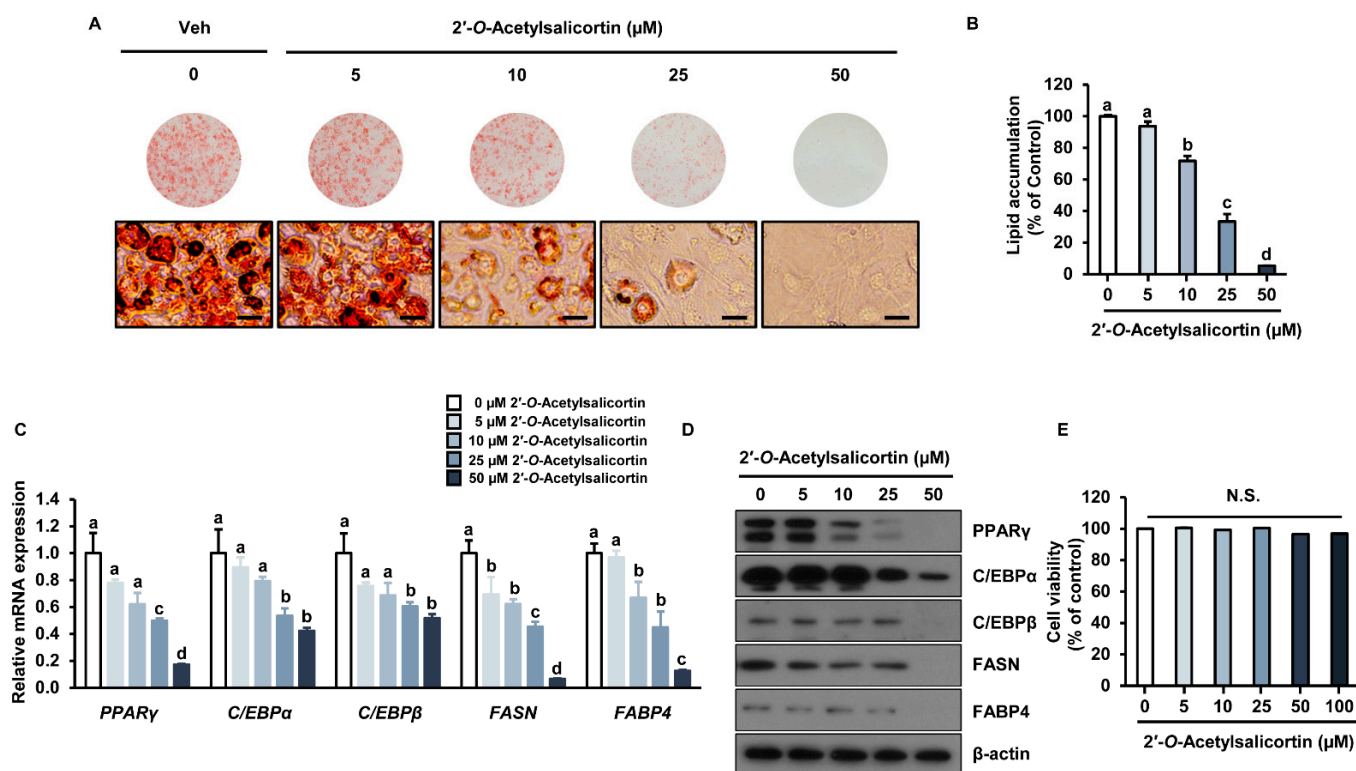 A
Veh
2′-O-Acetylsalicortin (µM)
0 5 10 25 50
B
Lipid accumulation
(% of Control)
120
100
80
60
40
20
0
a a b c d
0 5 10 25 50
2′-O-Acetylsalicortin (µM)
C
0 µM 2′-O-Acetylsalicortin
5 µM 2′-O-Acetylsalicortin
10 µM 2′-O-Acetylsalicortin
25 µM 2′-O-Acetylsalicortin
50 µM 2′-O-Acetylsalicortin
Relative mRNA expression
1.4
1.2
1.0
0.8
0.6
0.4
0.2
0.0
a a a c d
a a a b b
a a a b b
a b b c d
a a b b c
PPARγ C/EBPα C/EBPβ FASN FABP4
D
2′-O-Acetylsalicortin (µM)
0 5 10 25 50
PPARγ
C/EBPα
C/EBPβ
FASN
FABP4
β-actin
E
Cell viability
(% of control)
120
100
80
60
40
20
0
N.S.
0 5 10 25 50 100
2′-O-Acetylsalicortin (µM)